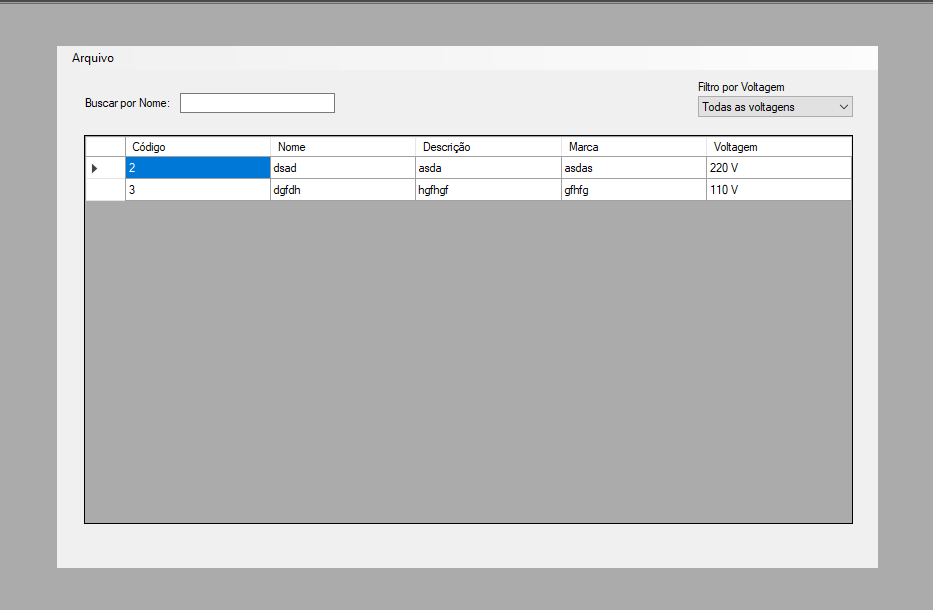 Arquivo
Filtro por Voltagem
Buscar por Nome:
Todas as voltagens
Código Nome Descrição Marca Voltagem
2 dsad asda asdas 220 V
3 dgfdh hgfhgf gfhfg 110 V